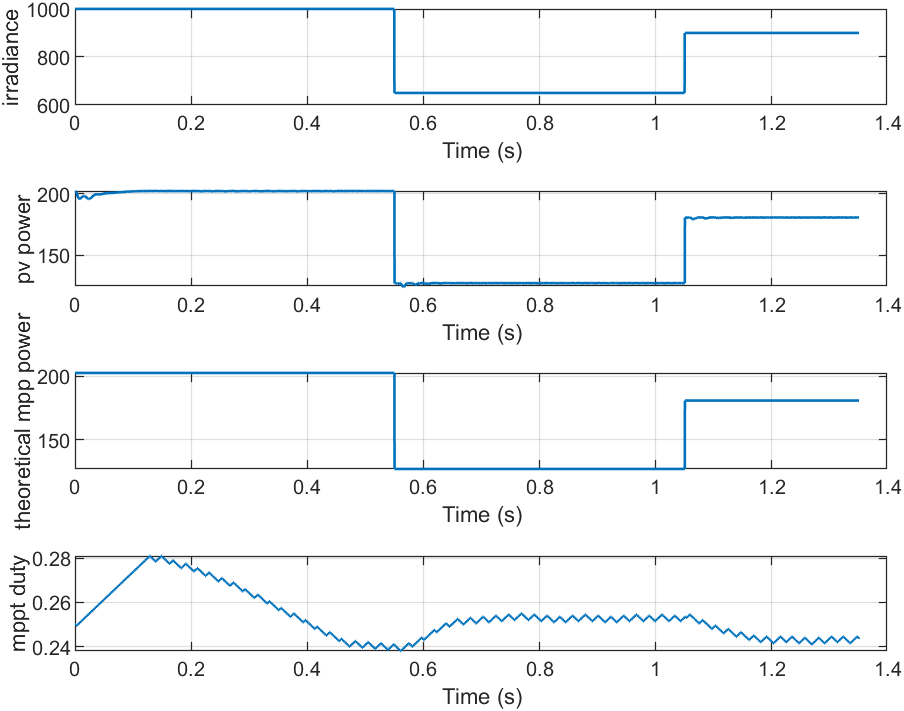 irradiance
1000
800
600
0 0.2 0.4 0.6 0.8 1 1.2 1.4
Time (s)
pv power
200
150
0 0.2 0.4 0.6 0.8 1 1.2 1.4
Time (s)
theoretical mpp power
200
150
0 0.2 0.4 0.6 0.8 1 1.2 1.4
Time (s)
mppt duty
0.28
0.26
0.24
0 0.2 0.4 0.6 0.8 1 1.2 1.4
Time (s)